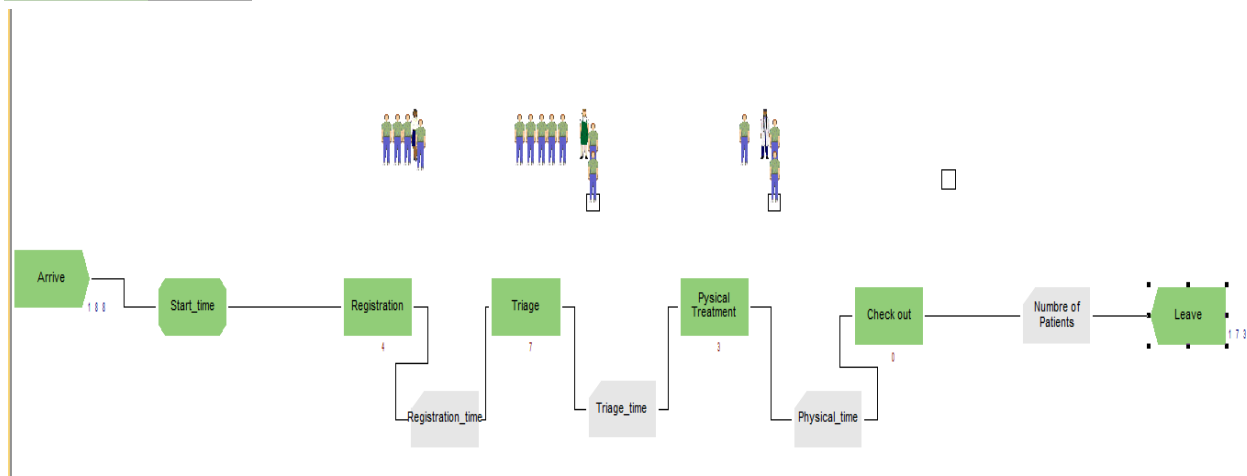 Arrive
1 8 8
Start_time
Registration
4
Registration_time
Triage
7
Triage_time
Pysical
Treatment
3
Physical_time
Check out
0
Numbre of
Patients
Leave
1 7 3